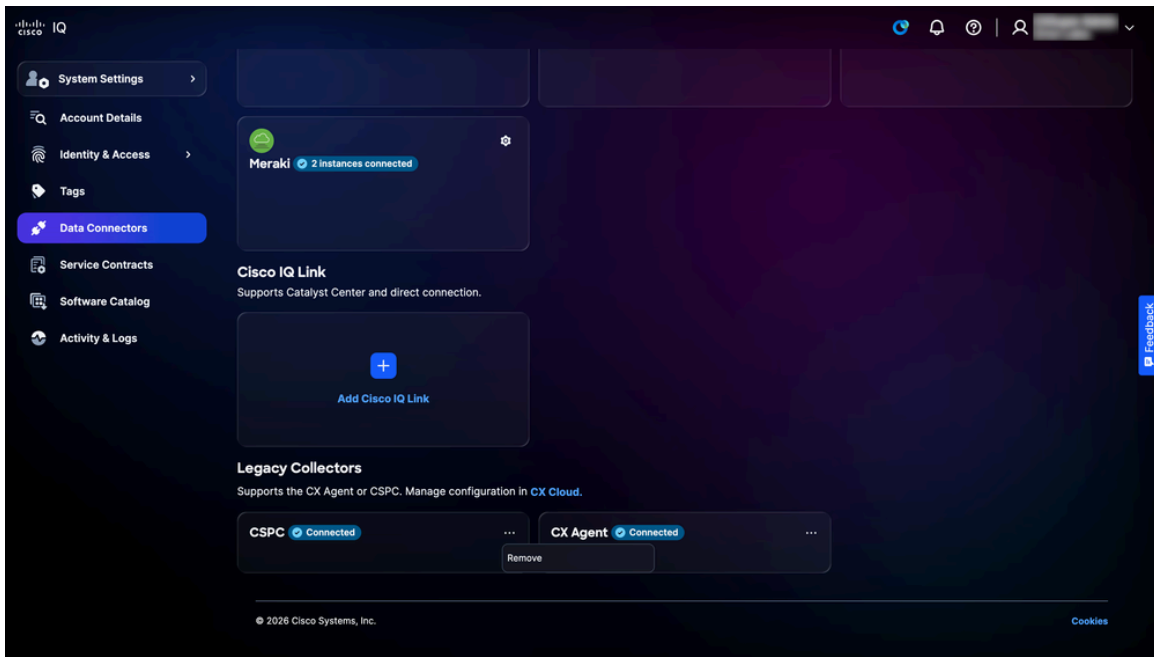 cisco IQ
System Settings
Account Details
Identity & Access
Tags
Data Connectors
Service Contracts
Software Catalog
Activity & Logs
Meraki 2 instances connected
Cisco IQ Link
Supports Catalyst Center and direct connection.
Add Cisco IQ Link
Legacy Collectors
Supports the CX Agent or CSPC. Manage configuration in CX Cloud.
CSPC Connected ... CX Agent Connected ...
Remove
© 2026 Cisco Systems, Inc. Cookies
Feedback